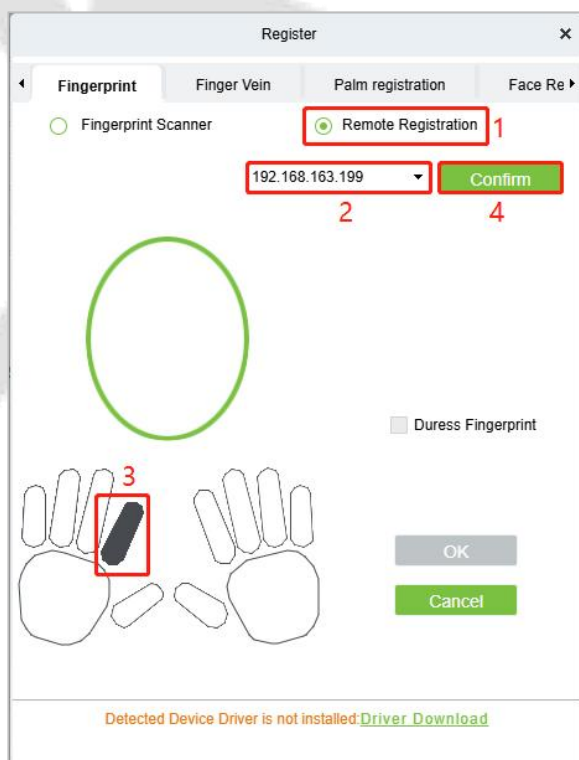 Register ×
Fingerprint Finger Vein Palm registration Face Re
Fingerprint Scanner Remote Registration 1
192.168.163.199 Confirm
2 4
Duress Fingerprint
3
OK
Cancel
Detected Device Driver is not installed:Driver Download